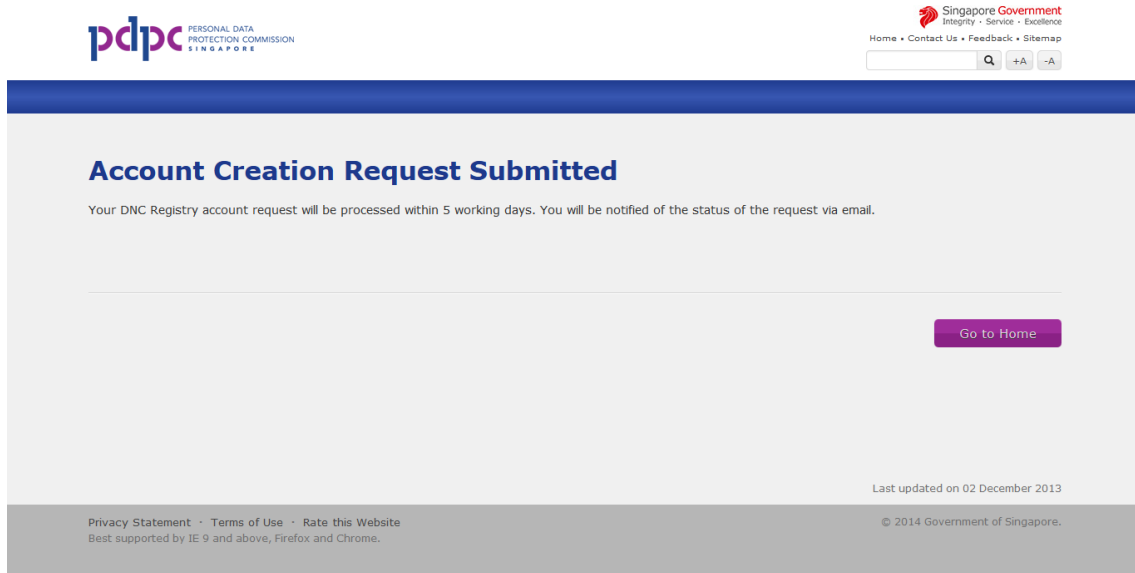 pdpc
PERSONAL DATA
PROTECTION COMMISSION
SINGAPORE
Singapore Government
Integrity · Service · Excellence
Home • Contact Us • Feedback • Sitemap
+A -A
Account Creation Request Submitted
Your DNC Registry account request will be processed within 5 working days. You will be notified of the status of the request via email.
Go to Home
Last updated on 02 December 2013
Privacy Statement · Terms of Use · Rate this Website
© 2014 Government of Singapore.
Best supported by IE 9 and above, Firefox and Chrome.